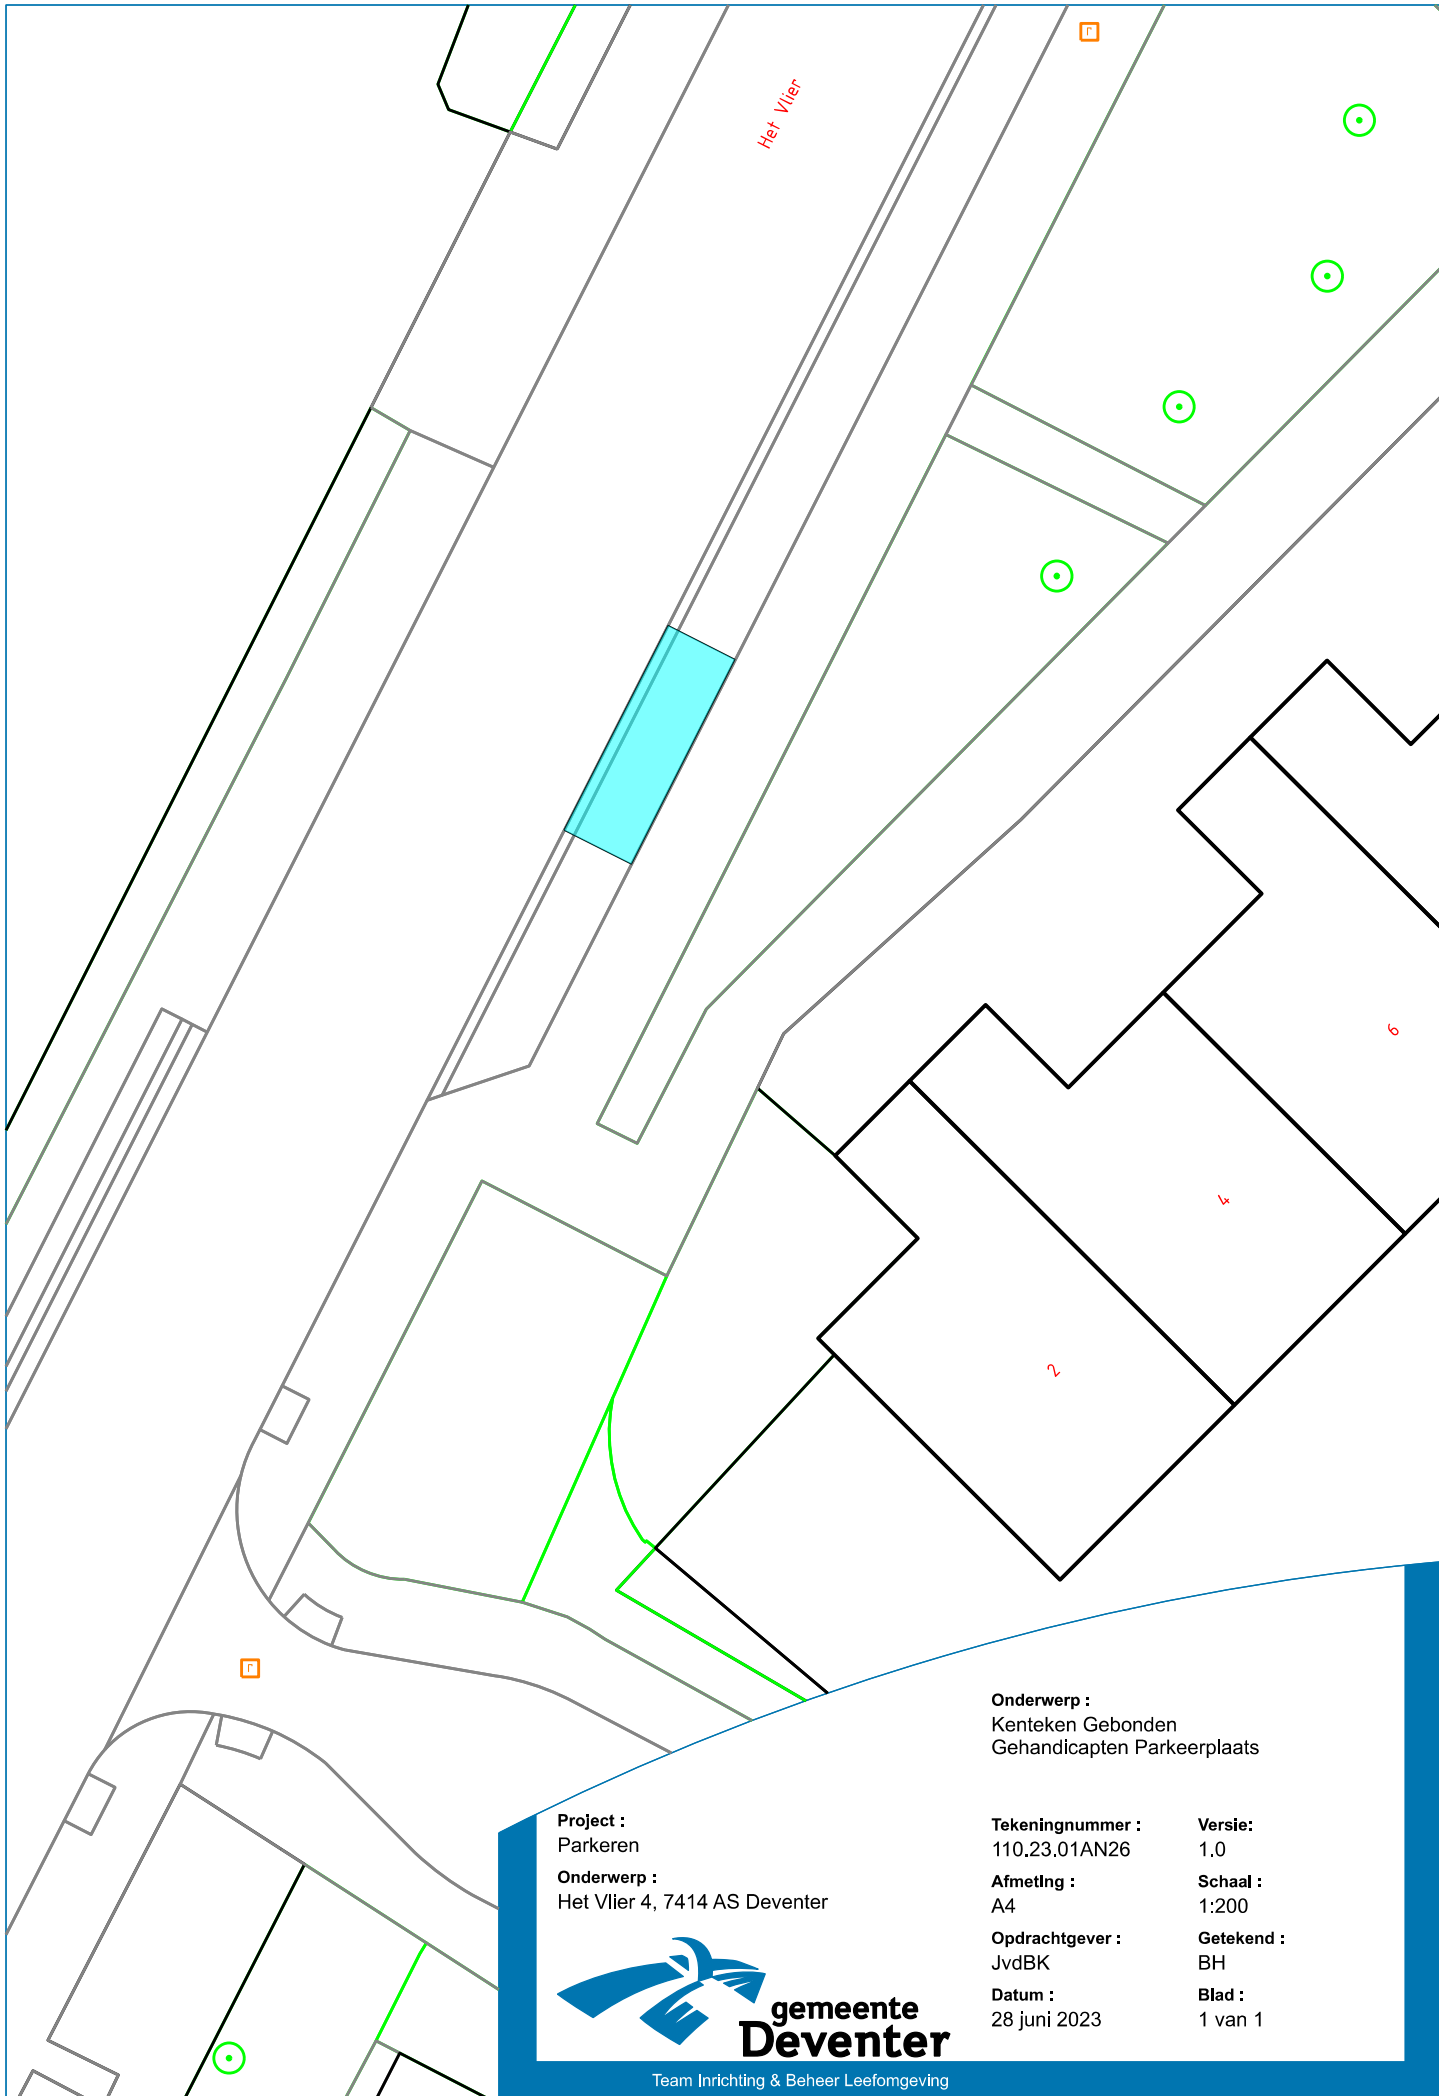 Het Vlier
6
4
2
Onderwerp :
Kenteken Gebonden
Gehandicapten Parkeerplaats
Project :
Parkeren
Onderwerp :
Het Vlier 4, 7414 AS Deventer
Tekeningnummer :
110.23.01AN26
Versie:
1.0
Afmeting :
A4
Schaal :
1:200
Opdrachtgever :
JvdBK
Getekend :
BH
Datum :
28 juni 2023
Blad :
1 van 1
gemeente
Deventer
Team Inrichting & Beheer Leefomgeving